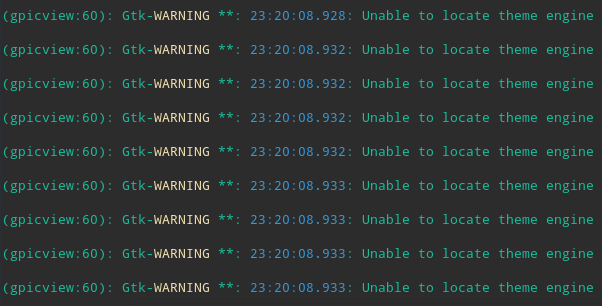 (gpicview:60): Gtk-WARNING **: 23:20:08.928: Unable to locate theme engine
(gpicview:60): Gtk-WARNING **: 23:20:08.932: Unable to locate theme engine
(gpicview:60): Gtk-WARNING **: 23:20:08.932: Unable to locate theme engine
(gpicview:60): Gtk-WARNING **: 23:20:08.932: Unable to locate theme engine
(gpicview:60): Gtk-WARNING **: 23:20:08.932: Unable to locate theme engine
(gpicview:60): Gtk-WARNING **: 23:20:08.933: Unable to locate theme engine
(gpicview:60): Gtk-WARNING **: 23:20:08.933: Unable to locate theme engine
(gpicview:60): Gtk-WARNING **: 23:20:08.933: Unable to locate theme engine
(gpicview:60): Gtk-WARNING **: 23:20:08.933: Unable to locate theme engine